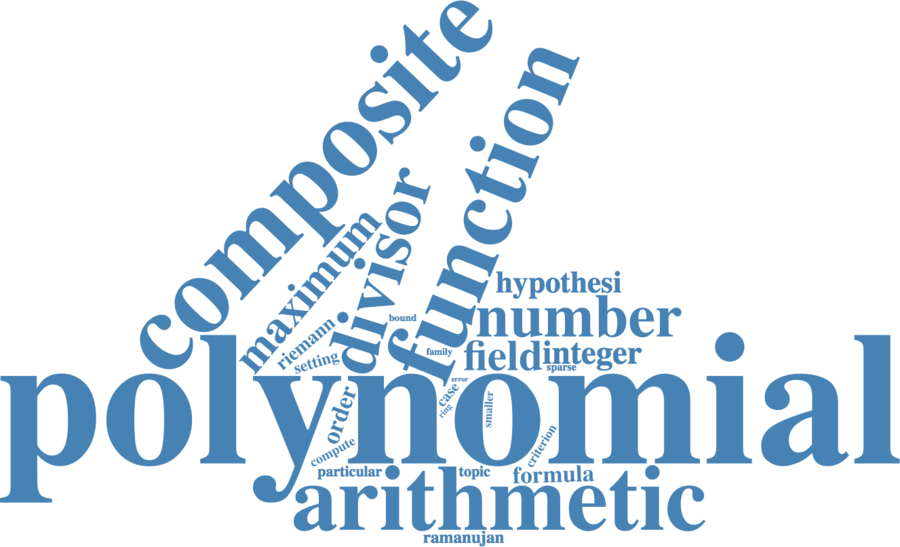 composite
function
divisor
maximum
hypothesi
riemann
bound
number
setting
family
field
integer
sparse
polynomial
error
case
ring
smaller
order
compute
criterion
particular
topic
formula
arithmetic
ramanujan